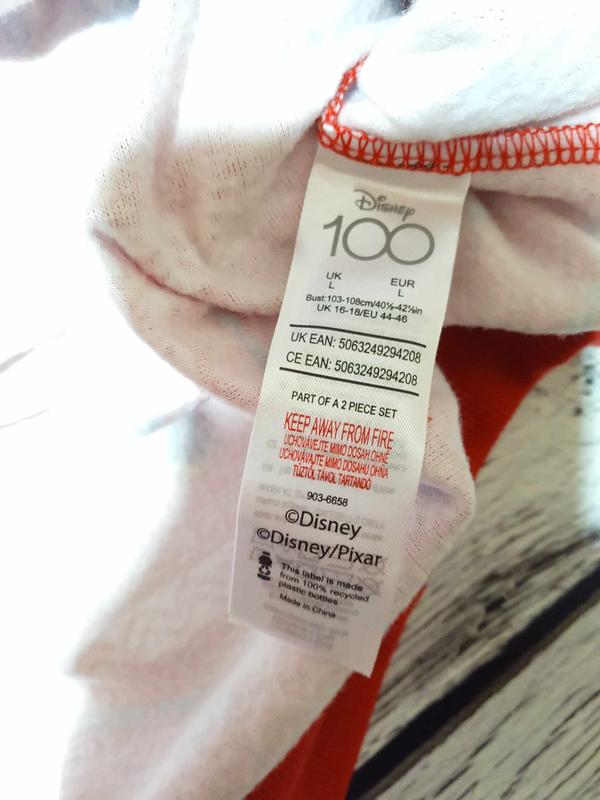 Disney
100
UK EUR
L L
Bust:103-108cm/40½-42½in
UK 16-18/EU 44-46
UK EAN: 5063249294208
CE EAN: 5063249294208
PART OF A 2 PIECE SET
KEEP AWAY FROM FIRE
UCHOVÁVEJTE MIMO DOSAH OHNĚ
UCHOVÁVAJTE MIMO DOSAHU OHŇA
TŰZTŐL TÁVOL TARTANDÓ
903-6658
©Disney
©Disney/Pixar
This label is made
from 100% recycled
plastic bottles
Made in China